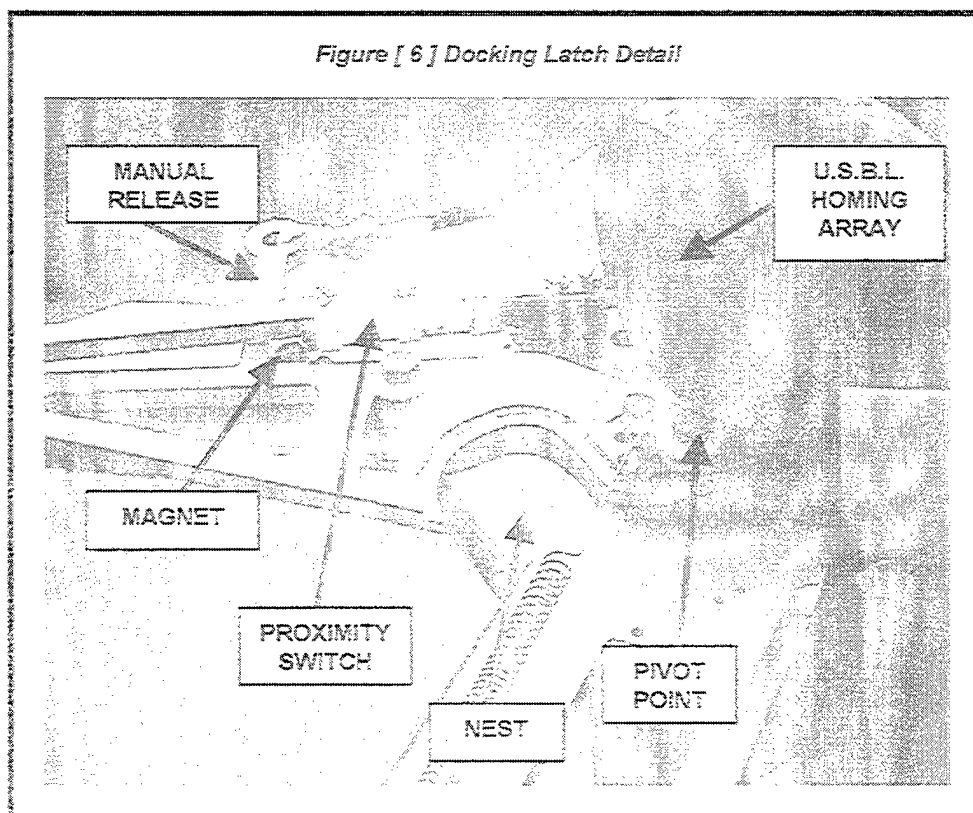 Figure [ 6 ] Docking Latch Detail
MANUAL
RELEASE
U.S.B.L.
HOMING
ARRAY
MAGNET
PROXIMITY
SWITCH
PIVOT
POINT
NEST